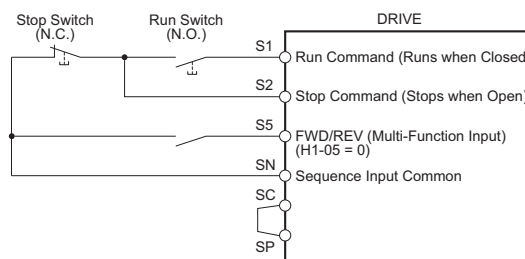 Stop Switch
(N.C.)
Run Switch
(N.O.)
DRIVE
S1
Run Command (Runs when Closed
S2
Stop Command (Stops when Open)
S5
FWD/REV (Multi-Function Input)
(H1-05 = 0)
SN
Sequence Input Common
SC
SP